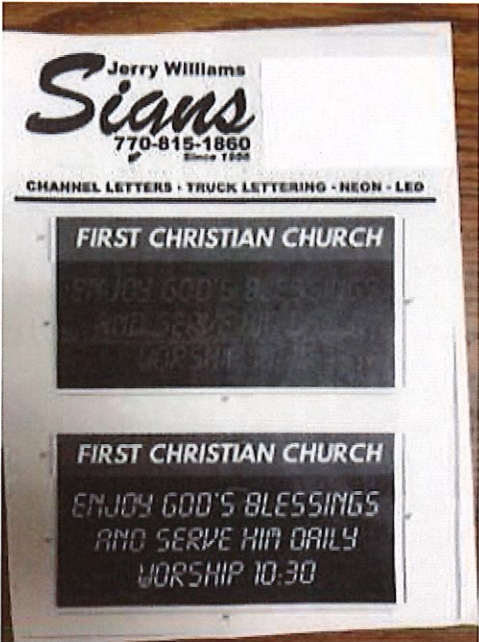 Jerry Williams
Signs
770-815-1860
Since
CHANNEL LETTERS - TRUCK LETTERING - NEON - LED
FIRST CHRISTIAN CHURCH
ENJOY GOD'S BLESSINGS
AND SERVE HIM DAILY
WORSHIP 10:30
FIRST CHRISTIAN CHURCH
ENJOY GOD'S BLESSINGS
AND SERVE HIM DAILY
WORSHIP 10:30